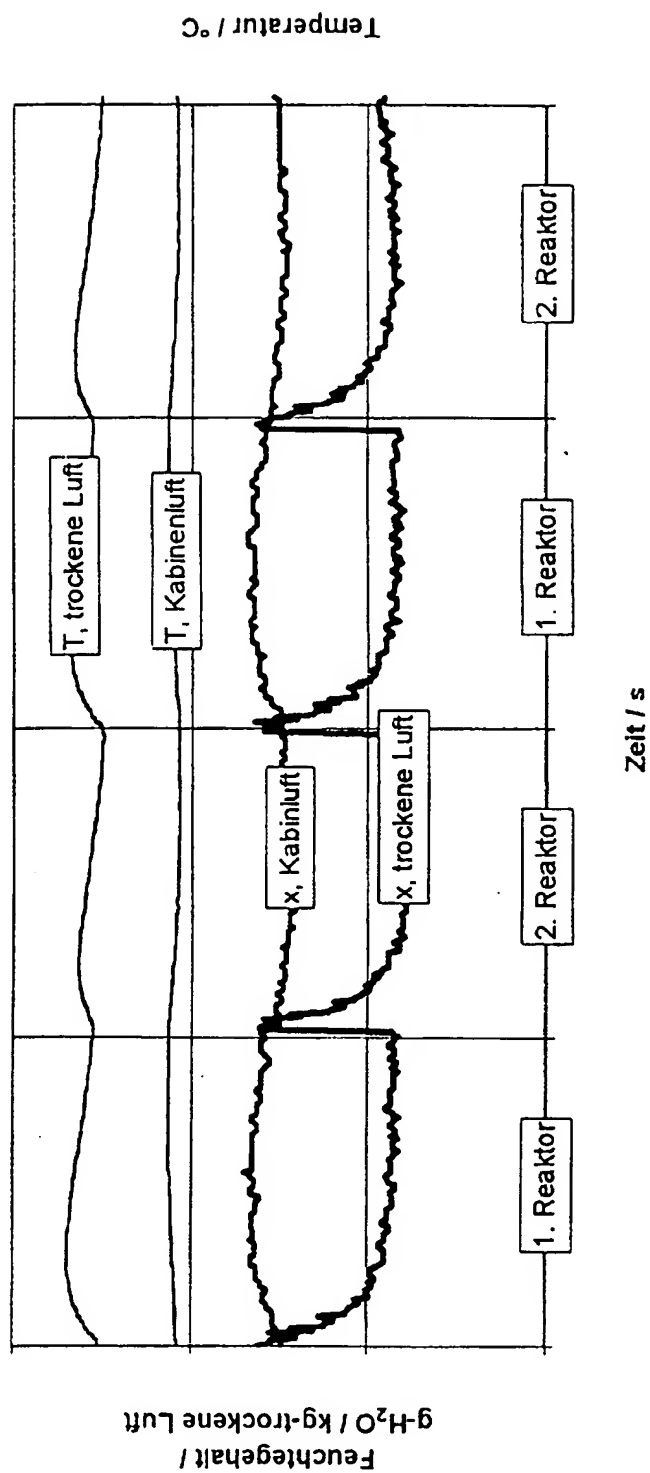 Feuchtegehalt /
g-H₂O / kg-trockene Luft
Temperatur / °C
T, trockene Luft
T, Kabinenluft
x, Kabinluft
x, trockene Luft
1. Reaktor
2. Reaktor
1. Reaktor
2. Reaktor
Zeit / s